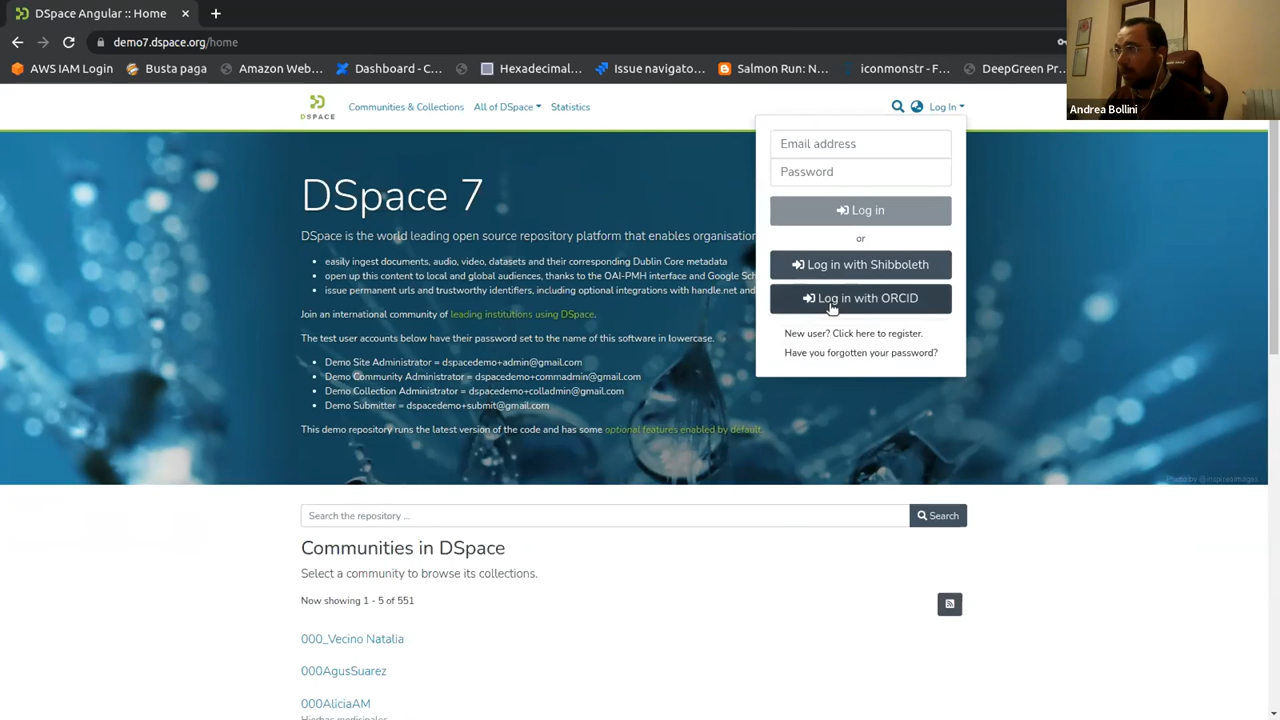 DSpace Angular :: Home
demo7.dspace.org/home
AWS IAM Login
Busta paga
Amazon Web...
Dashboard - C...
Hexadecimal...
Issue navigato...
Salmon Run: N...
iconmonstr - F...
DeepGreen Pr...
Andrea Bollini
DSPACE
Communities & Collections
All of DSpace
Statistics
Log In
Email address
Password
Log in
or
Log in with Shibboleth
Log in with ORCID
New user? Click here to register.
Have you forgotten your password?
DSpace 7
DSpace is the world leading open source repository platform that enables organisation
easily ingest documents, audio, video, datasets and their corresponding Dublin Core metadata
open up this content to local and global audiences, thanks to the OAI-PMH interface and Google Sch
issue permanent urls and trustworthy identifiers, including optional integrations with handle.net and
Join an international community of leading institutions using DSpace.
The test user accounts below have their password set to the name of this software in lowercase.
Demo Site Administrator = dspacedemo+admin@gmail.com
Demo Community Administrator = dspacedemo+commadmin@gmail.com
Demo Collection Administrator = dspacedemo+colladmin@gmail.com
Demo Submitter = dspacedemo+submit@gmail.com
This demo repository runs the latest version of the code and has some optional features enabled by default.
Photo by @inspiredimages
Search the repository ...
Search
Communities in DSpace
Select a community to browse its collections.
Now showing 1 - 5 of 551
000_Vecino Natalia
000AgusSuarez
000AliciaAM
Hierbas medicinales